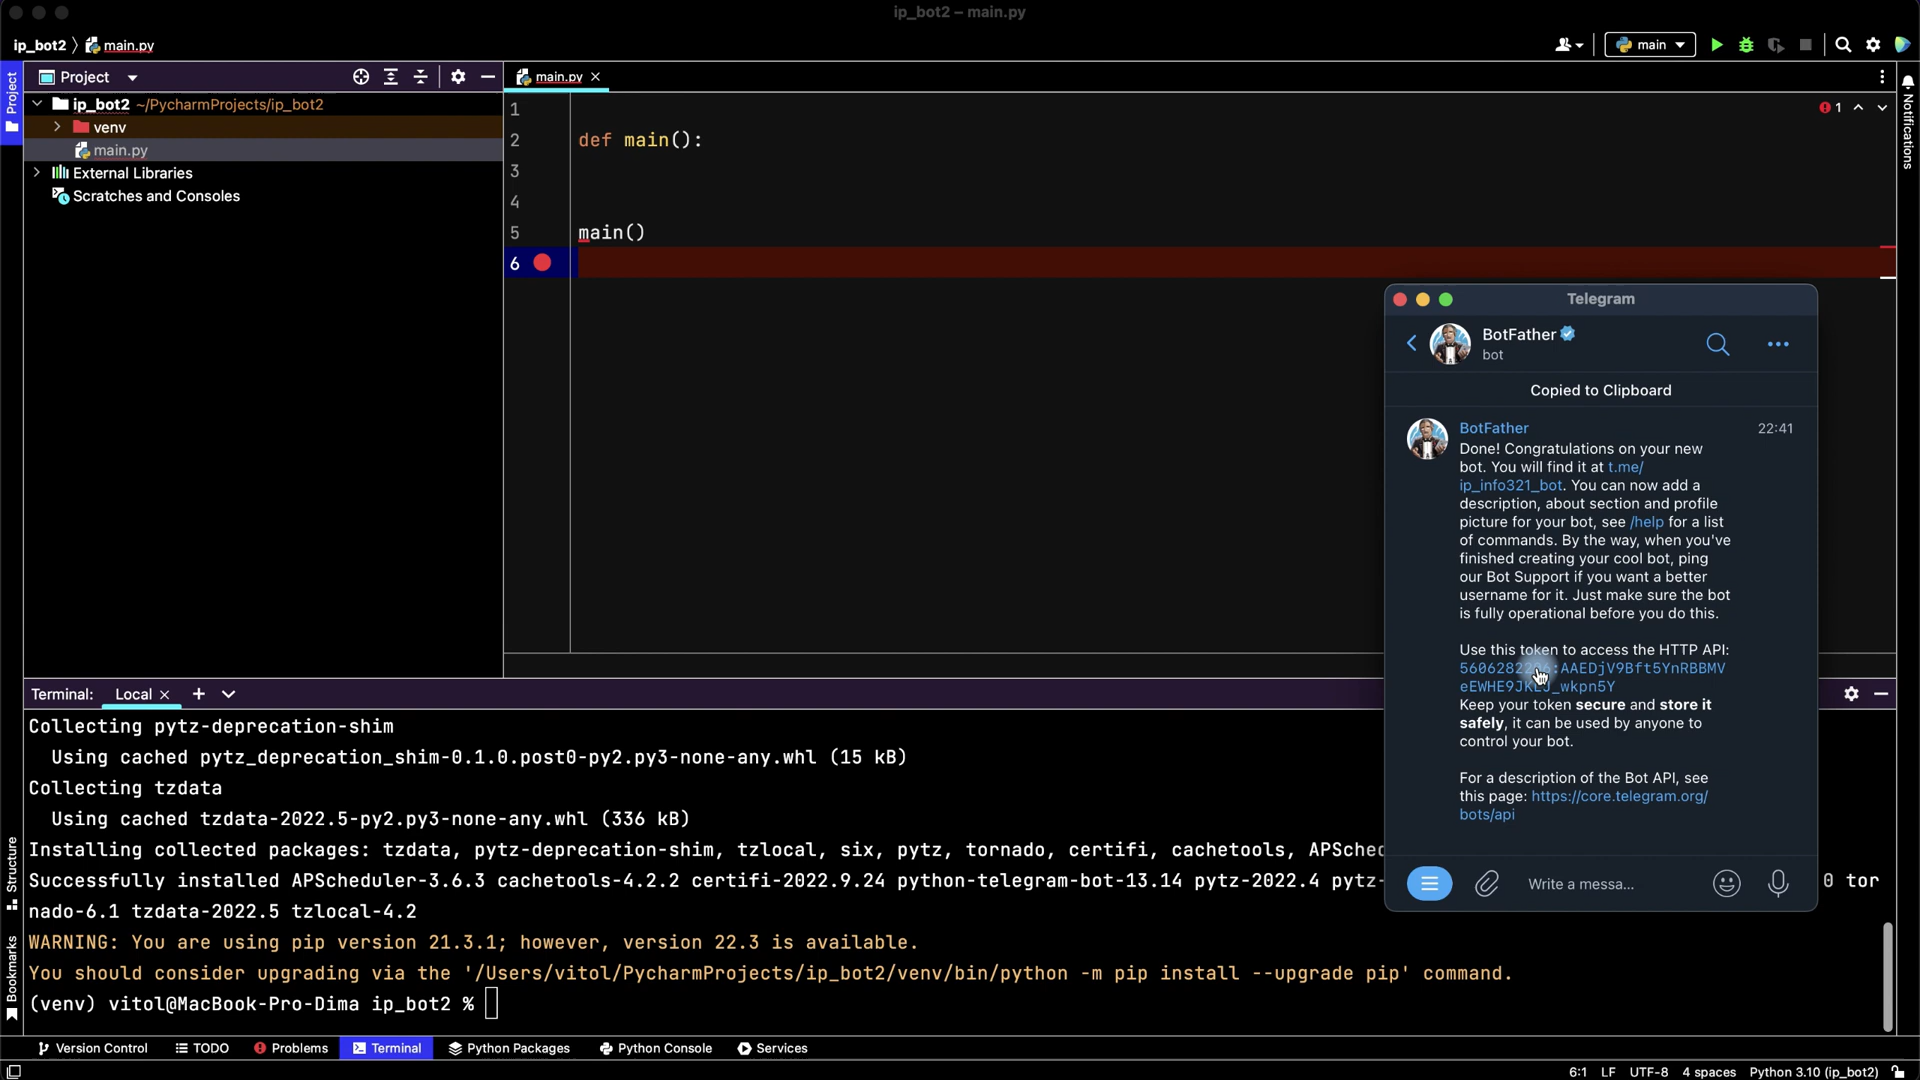 ip_bot2 – main.py
ip_bot2 〉 main.py
main
Project
Project
main.py
Notifications
ip_bot2 ~/PycharmProjects/ip_bot2
venv
main.py
External Libraries
Scratches and Consoles
1
1
2 def main():
3
4
5 main()
6
Telegram
BotFather
bot
Copied to Clipboard
BotFather 22:41
Done! Congratulations on your new
bot. You will find it at t.me/
ip_info321_bot. You can now add a
description, about section and profile
picture for your bot, see /help for a list
of commands. By the way, when you've
finished creating your cool bot, ping
our Bot Support if you want a better
username for it. Just make sure the bot
is fully operational before you do this.
Use this token to access the HTTP API:
:AAEDjV9Bft5YnRBBMV
Keep your token secure and store it
safely, it can be used by anyone to
control your bot.
For a description of the Bot API, see
this page: https://core.telegram.org/
bots/api
Write a messa...
Terminal: Local
Collecting pytz-deprecation-shim
Using cached pytz_deprecation_shim-0.1.0.post0-py2.py3-none-any.whl (15 kB)
Collecting tzdata
Using cached tzdata-2022.5-py2.py3-none-any.whl (336 kB)
Installing collected packages: tzdata, pytz-deprecation-shim, tzlocal, six, pytz, tornado, certifi, cachetools, APSched
Successfully installed APScheduler-3.6.3 cachetools-4.2.2 certifi-2022.9.24 python-telegram-bot-13.14 pytz-2022.4 pytz- 0 tor
nado-6.1 tzdata-2022.5 tzlocal-4.2
WARNING: You are using pip version 21.3.1; however, version 22.3 is available.
You should consider upgrading via the '/Users/vitol/PycharmProjects/ip_bot2/venv/bin/python -m pip install --upgrade pip' command.
(venv) vitol@MacBook-Pro-Dima ip_bot2 %
Structure
Bookmarks
Version Control TODO Problems Terminal Python Packages Python Console Services
6:1 LF UTF-8 4 spaces Python 3.10 (ip_bot2)